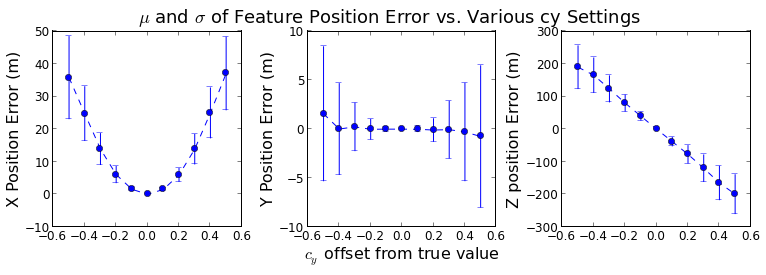 μ and σ of Feature Position Error vs. Various cy Settings
X Position Error (m)
50
40
30
20
10
0
−10
−0.6 −0.4 −0.2 0.0 0.2 0.4 0.6
Y Position Error (m)
10
5
0
−5
−10
−0.6 −0.4 −0.2 0.0 0.2 0.4 0.6
Z position Error (m)
300
200
100
0
−100
−200
−300
−0.6 −0.4 −0.2 0.0 0.2 0.4 0.6
c_y offset from true value